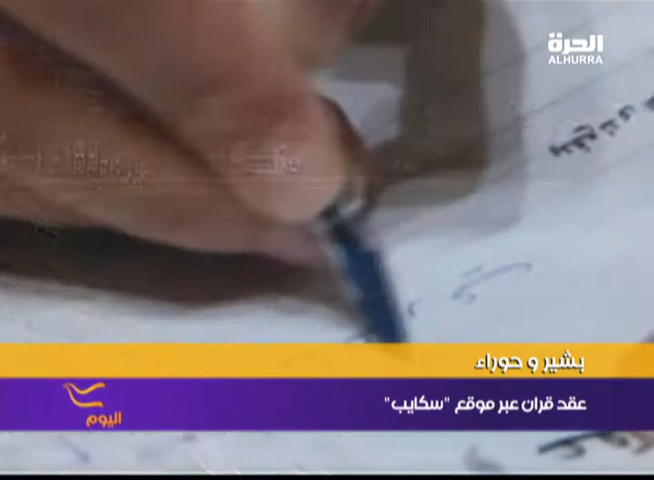 الحرة
ALHURRA
بشير و حوراء
عقد قران عبر موقع "سكايب"
اليوم